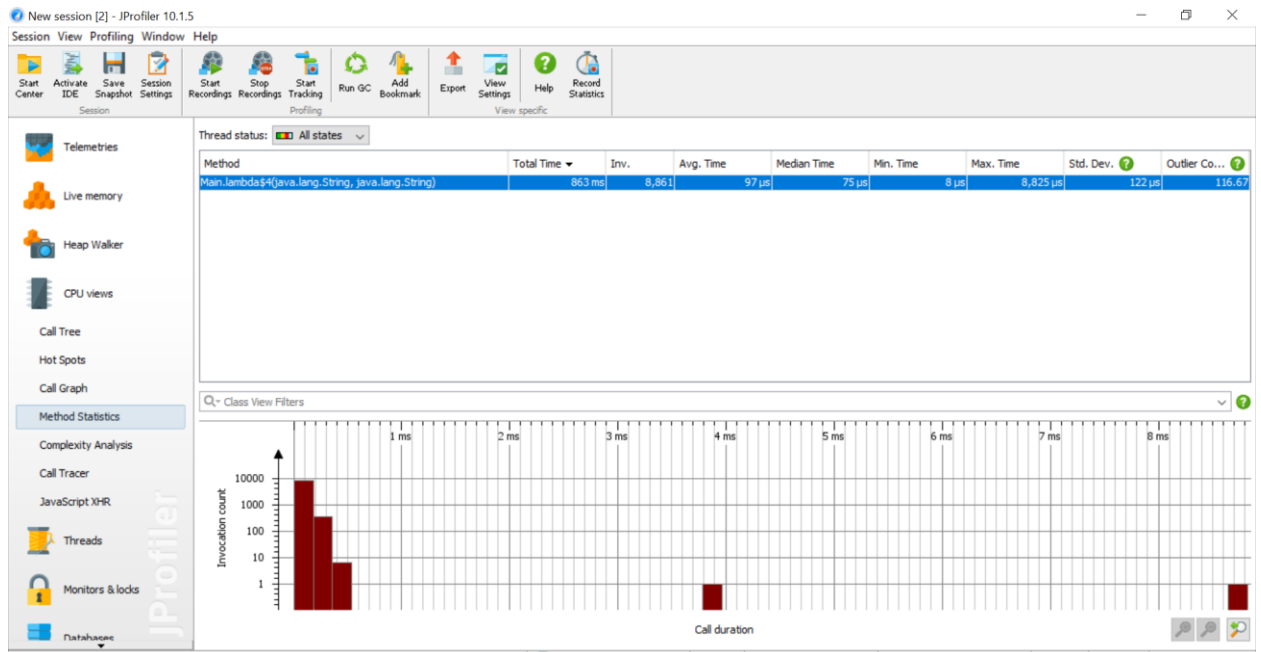 New session [2] - JProfiler 10.1.5
Session View Profiling Window Help
Start Center Activate IDE Save Snapshot Session Settings Start Recordings Stop Recordings Start Tracking Run GC Add Bookmark Export View Settings Help Record Statistics
Session Profiling View specific
Telemetries
Live memory
Heap Walker
CPU views
Call Tree
Hot Spots
Call Graph
Method Statistics
Complexity Analysis
Call Tracer
JavaScript XHR
Threads
Monitors & locks
Databases
JProfiler
Thread status: All states
Method Total Time Inv. Avg. Time Median Time Min. Time Max. Time Std. Dev. ? Outlier Co... ?
Main.lambda$4(java.lang.String, java.lang.String) 863 ms 8,861 97 µs 75 µs 8 µs 8,825 µs 122 µs 116.67
Class View Filters ?
1 ms 2 ms 3 ms 4 ms 5 ms 6 ms 7 ms 8 ms
Invocation count
10000
1000
100
10
1
Call duration